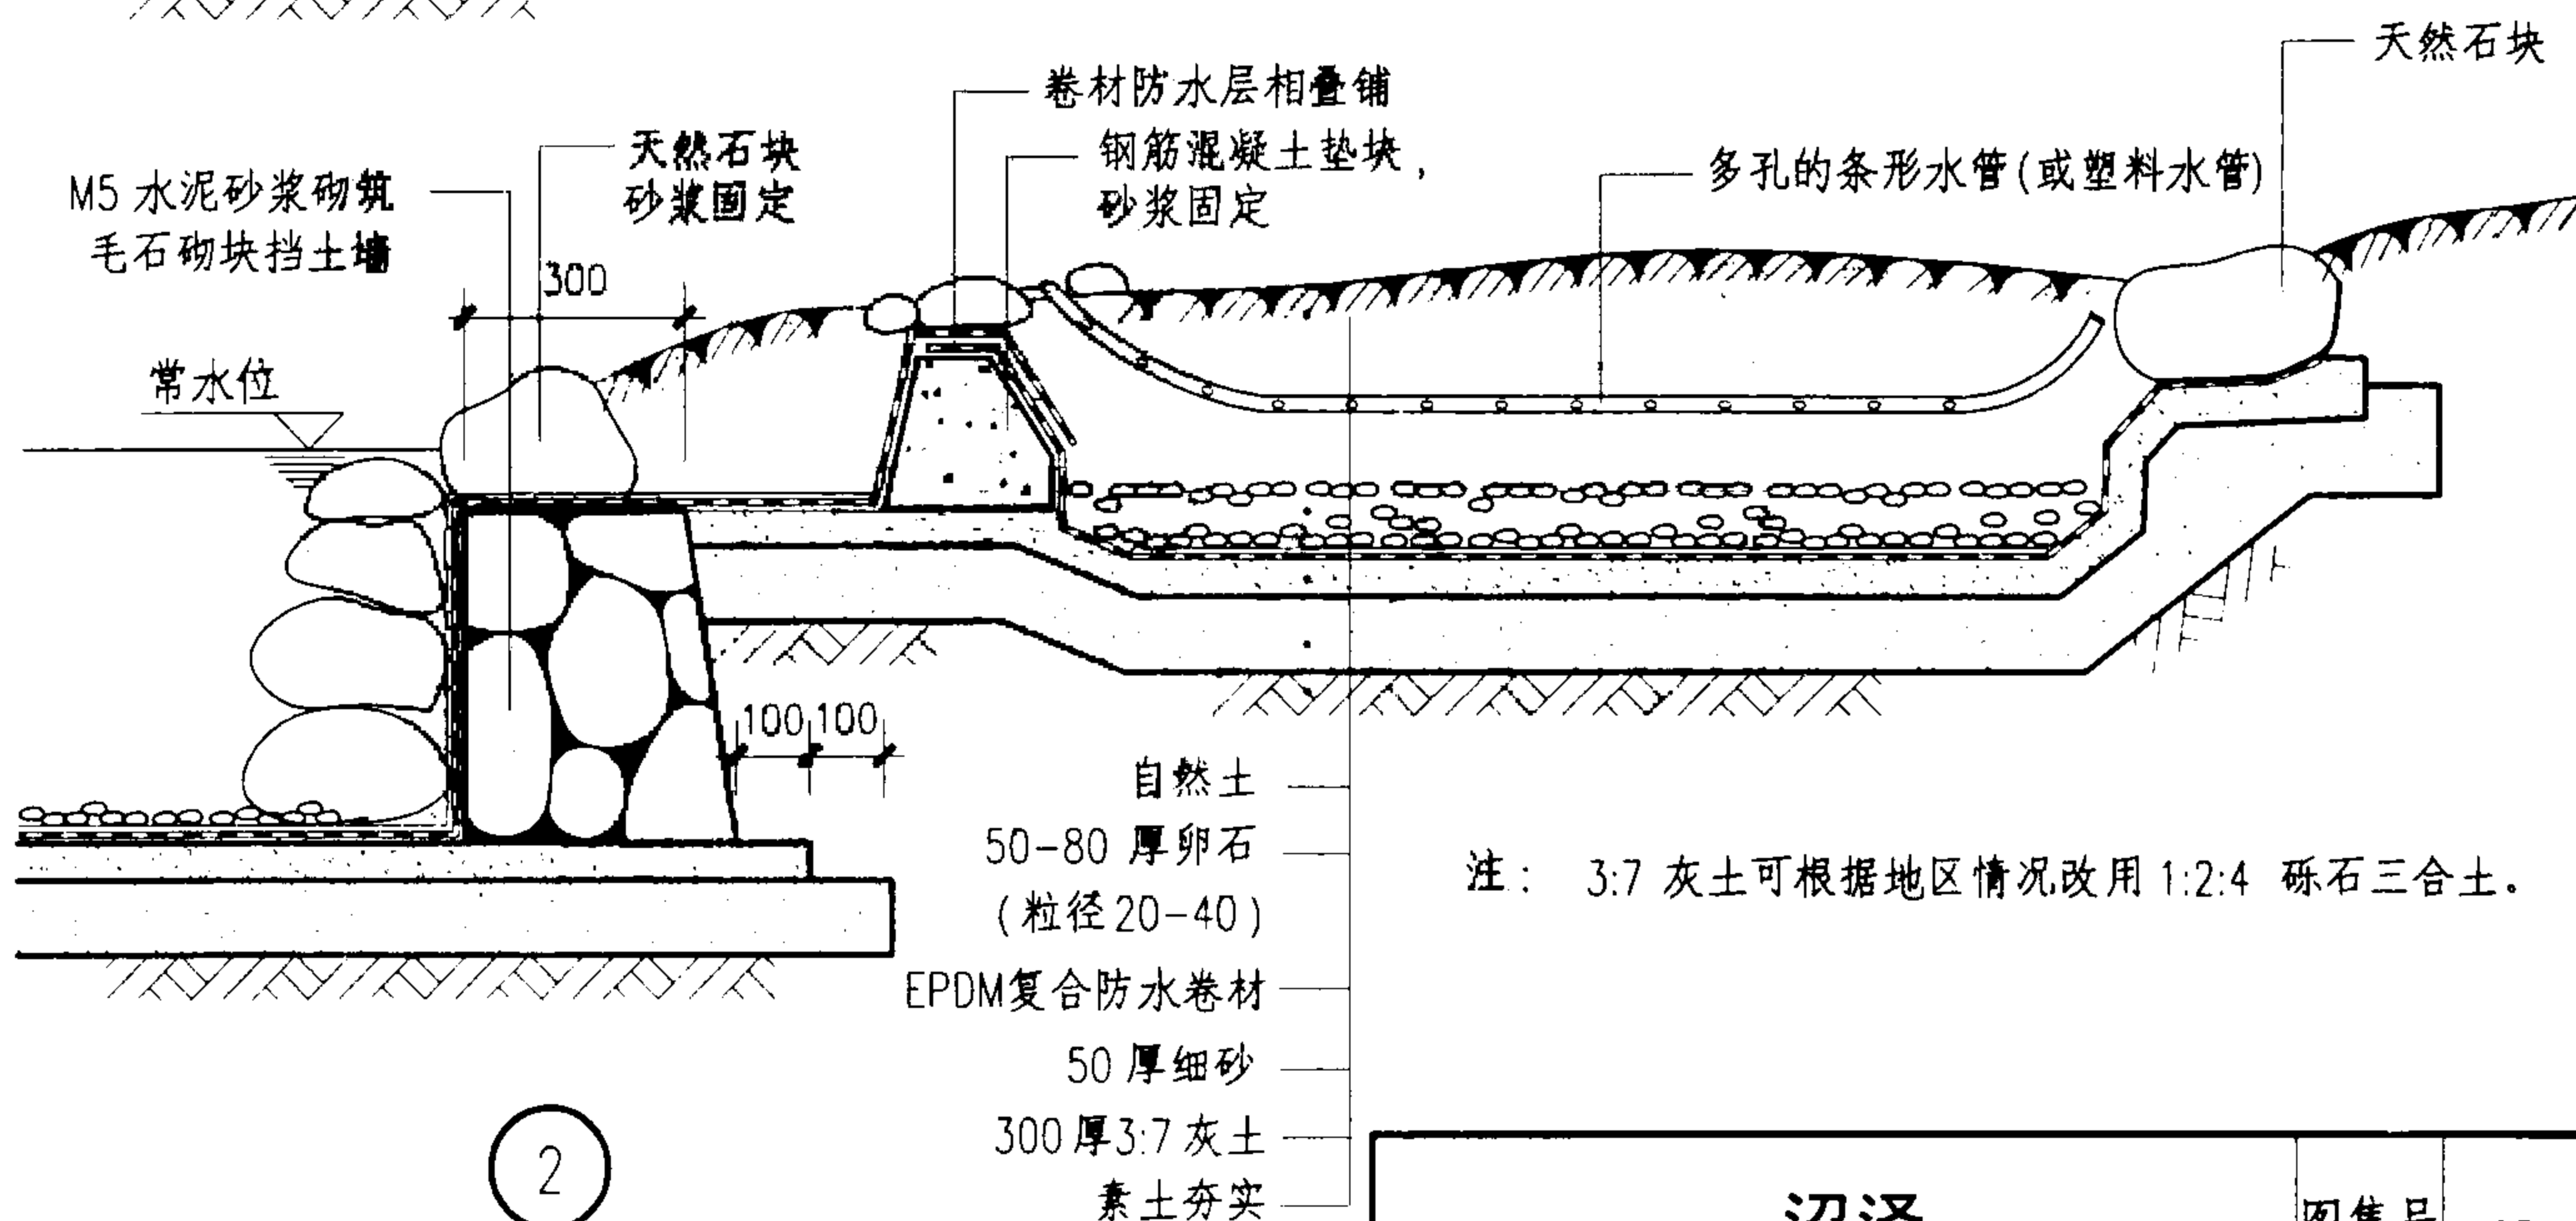 天然石块
卷材防水层相叠铺
钢筋混凝土垫块,
砂浆固定
天然石块
砂浆固定
M5 水泥砂浆砌筑
毛石砌块挡土墙
多孔的条形水管(或塑料水管)
300
常水位
100 100
自然土
50-80 厚卵石
(粒径20-40)
EPDM复合防水卷材
50 厚细砂
300 厚3:7 灰土
素土夯实
注: 3:7 灰土可根据地区情况改用 1:2:4 砾石三合土。
2
沼泽
图集号